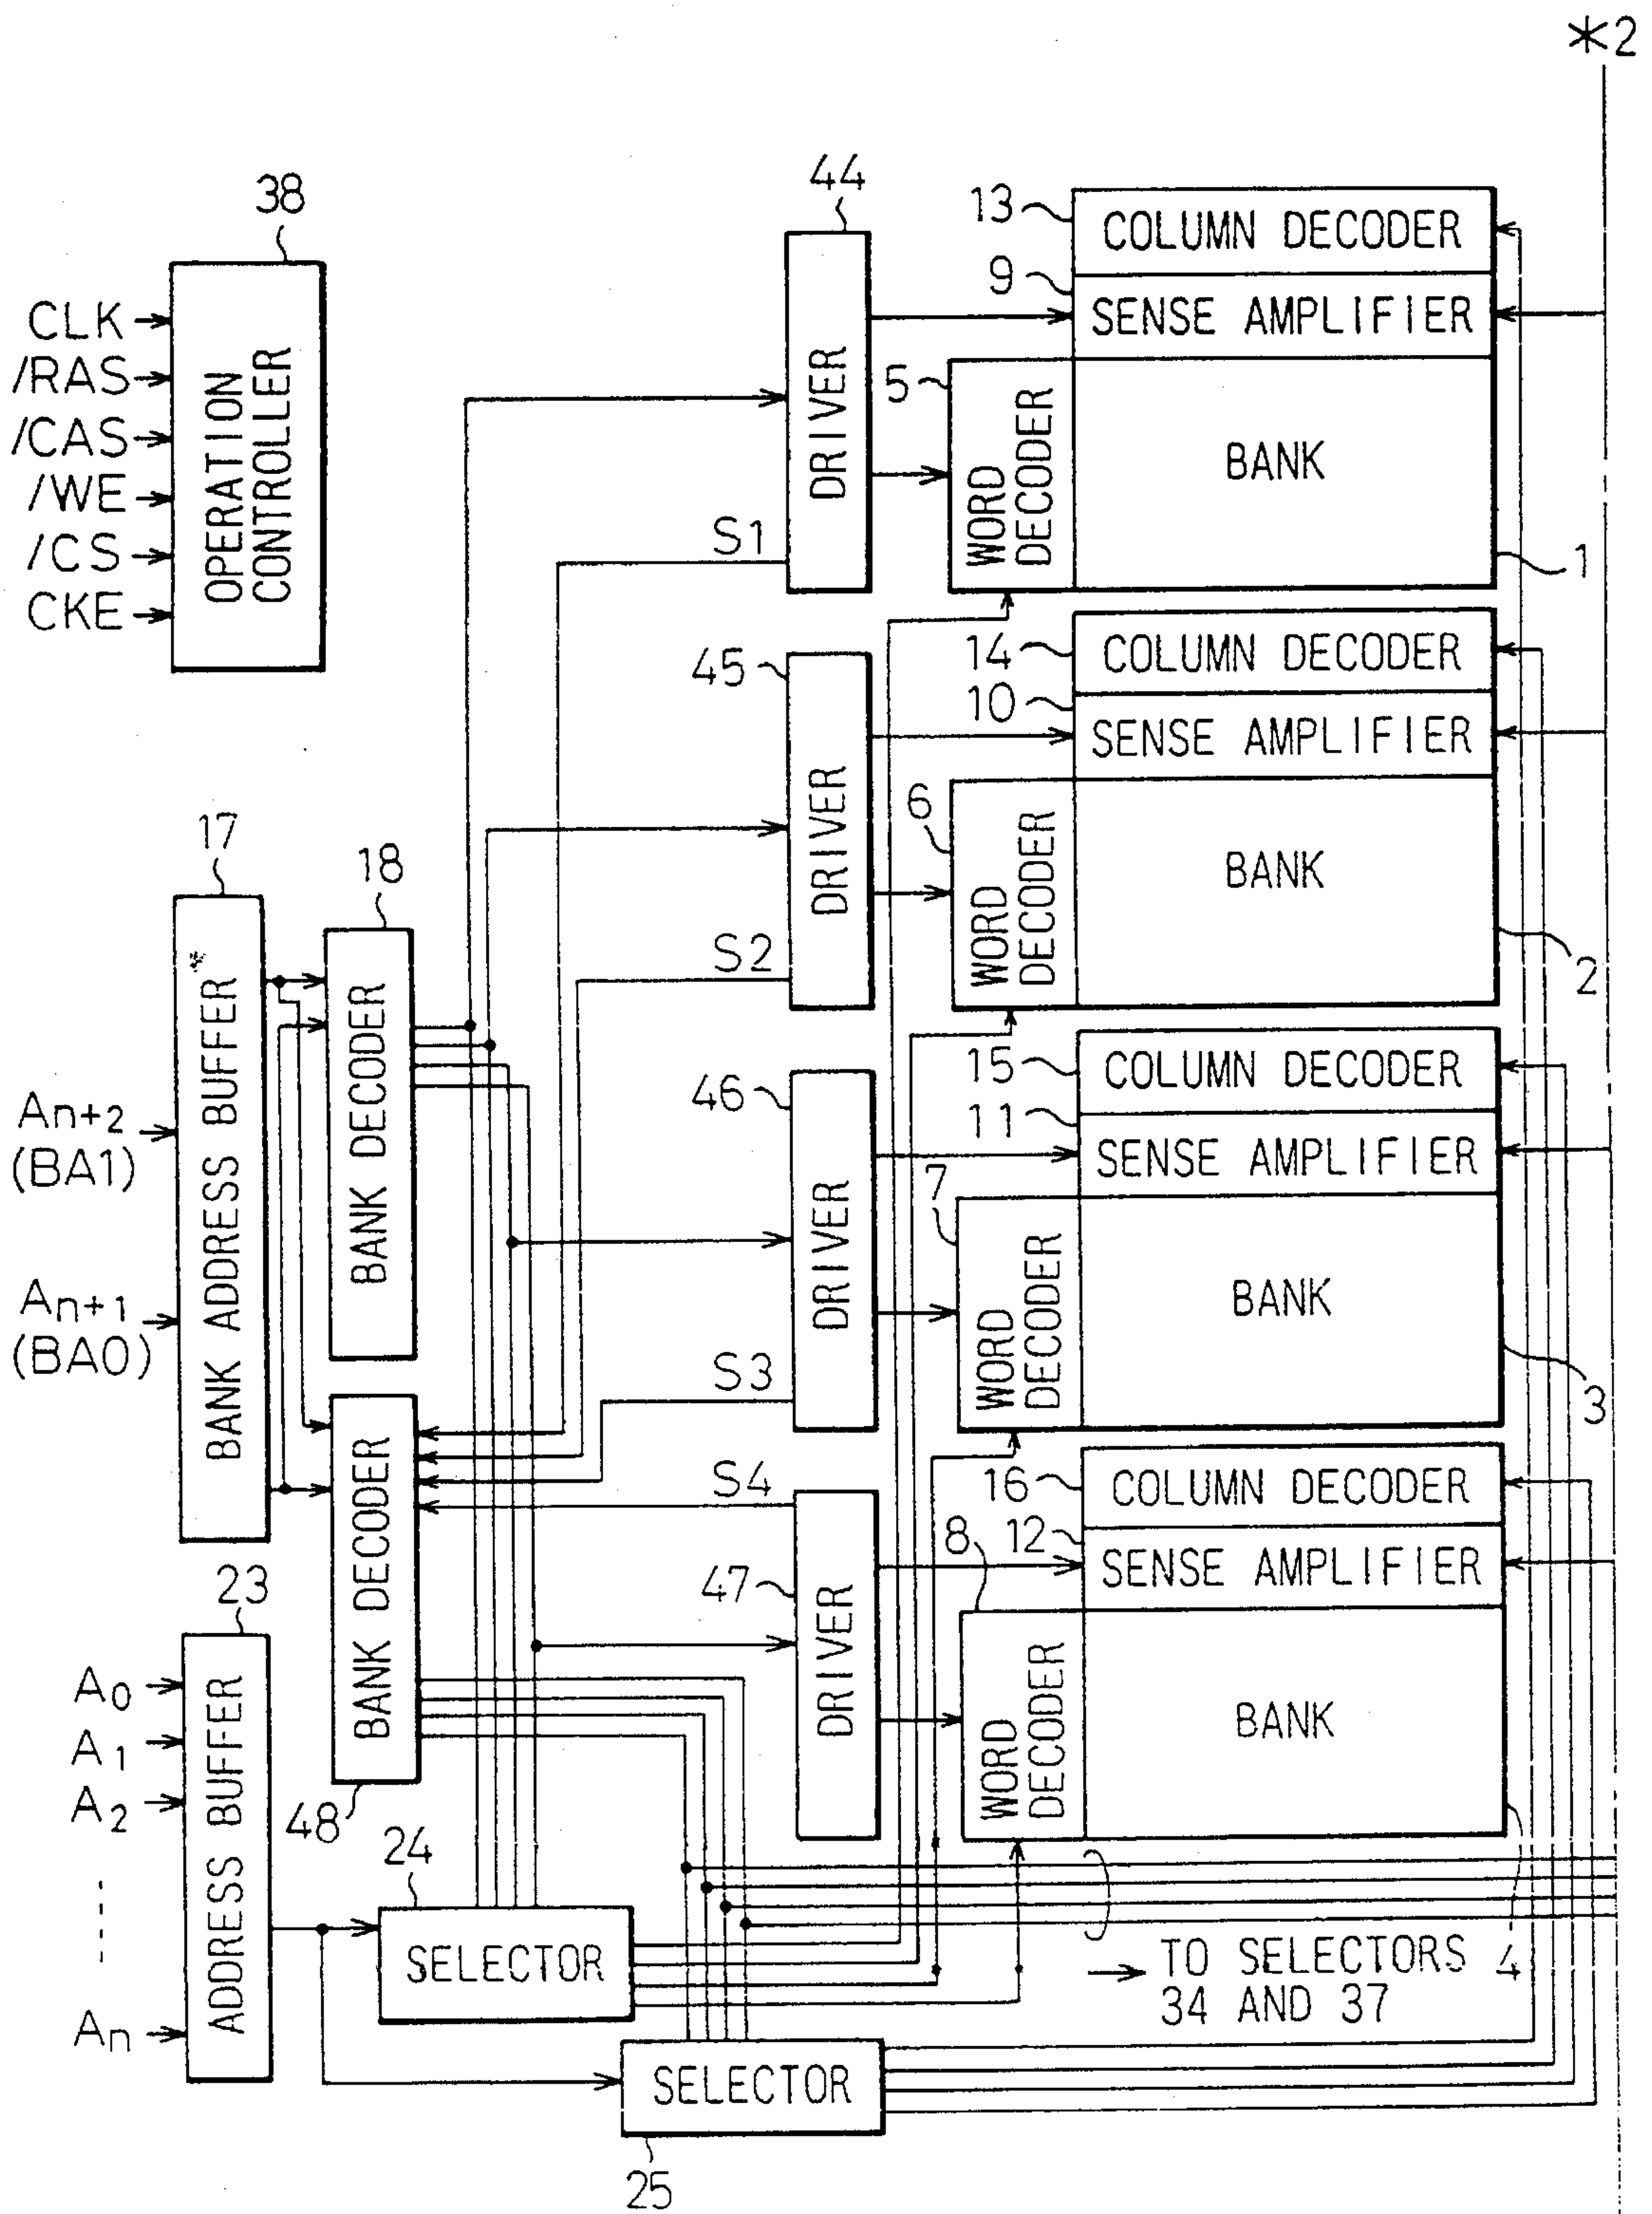 *2
38
CLK
/RAS
/CAS
/WE
/CS
CKE
OPERATION
CONTROLLER
44
DRIVER
S1
13
COLUMN DECODER
9
SENSE AMPLIFIER
5
WORD
DECODER
BANK
1
45
DRIVER
S2
14
COLUMN DECODER
10
SENSE AMPLIFIER
6
WORD
DECODER
BANK
2
17
BANK ADDRESS BUFFER
An+2
(BA1)
An+1
(BA0)
18
BANK DECODER
46
DRIVER
S3
15
COLUMN DECODER
11
SENSE AMPLIFIER
7
WORD
DECODER
BANK
3
BANK DECODER
48
S4
47
DRIVER
16
COLUMN DECODER
12
SENSE AMPLIFIER
8
WORD
DECODER
BANK
4
23
ADDRESS BUFFER
A0
A1
A2
An
24
SELECTOR
TO SELECTORS
34 AND 37
SELECTOR
25